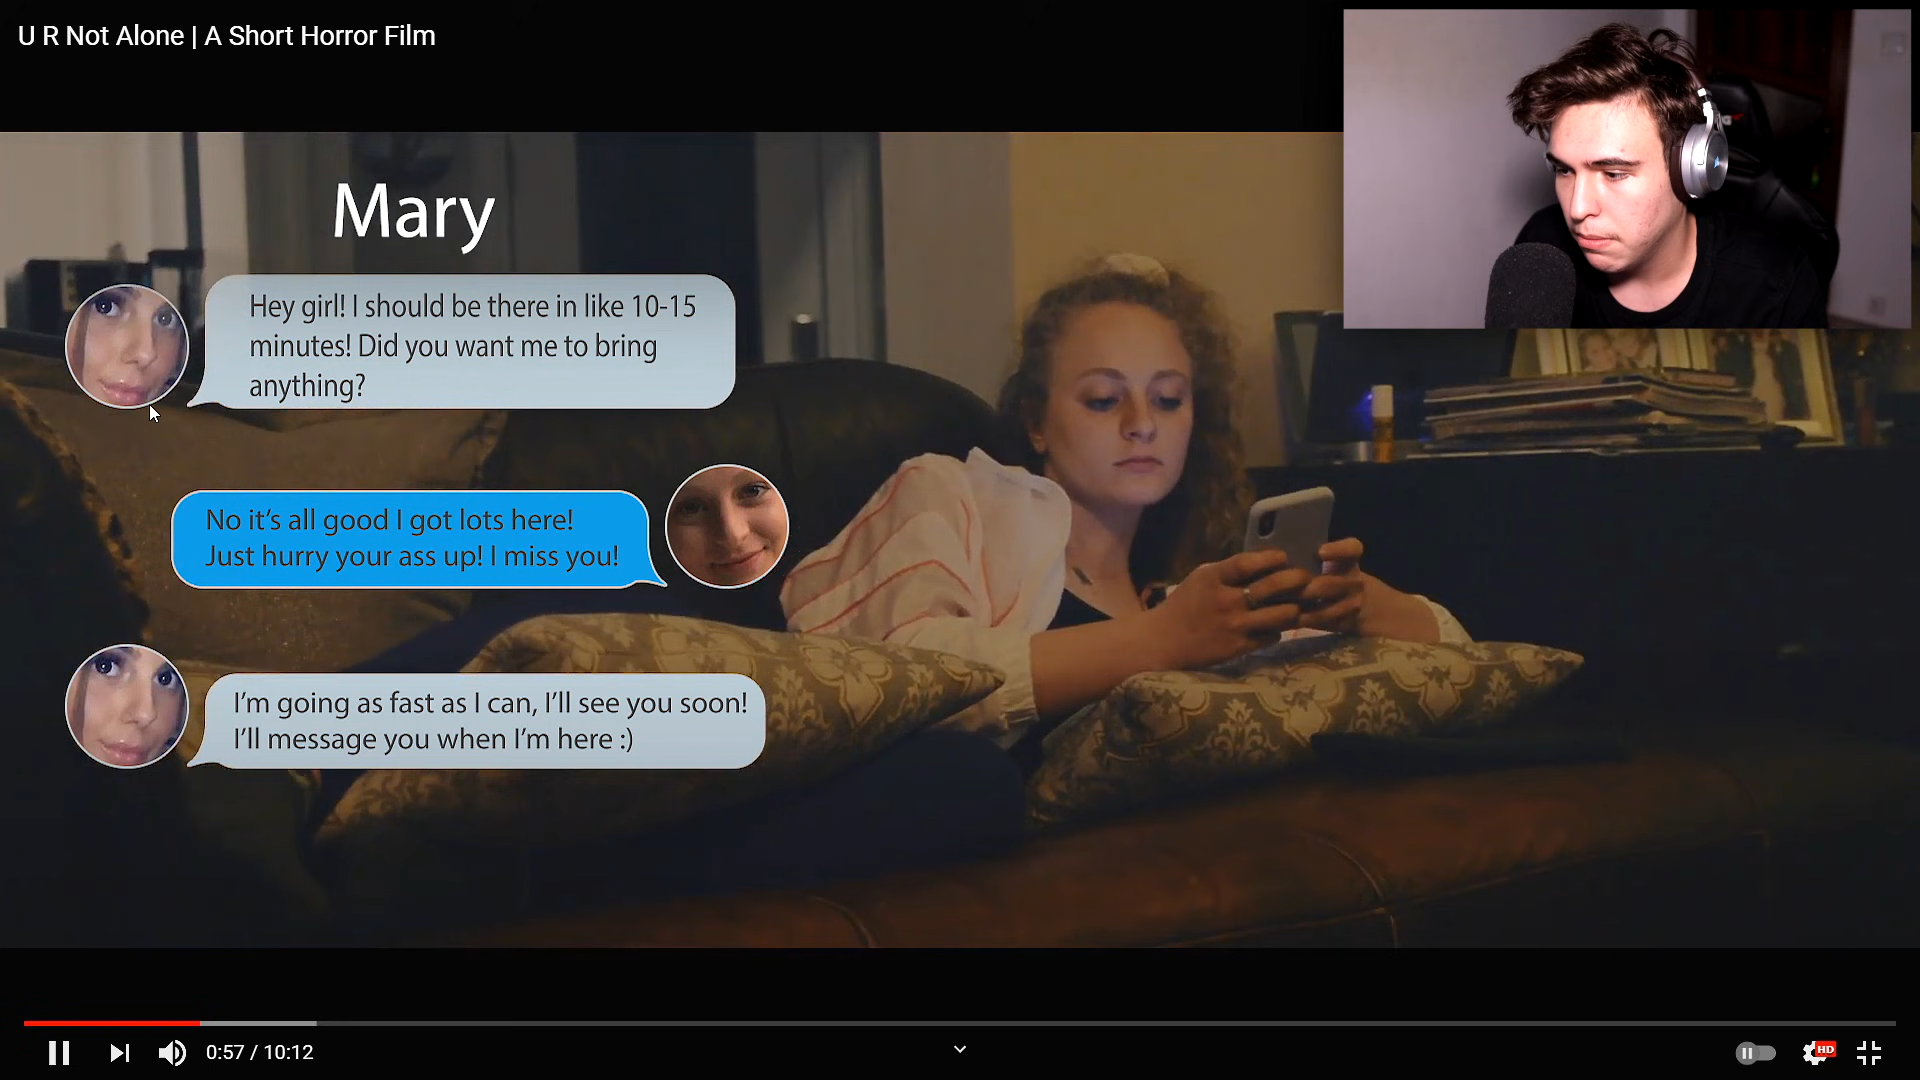 U R Not Alone | A Short Horror Film
Mary
Hey girl! I should be there in like 10-15
minutes! Did you want me to bring
anything?
No it's all good I got lots here!
Just hurry your ass up! I miss you!
I'm going as fast as I can, I'll see you soon!
I'll message you when I'm here :)
0:57 / 10:12
HD